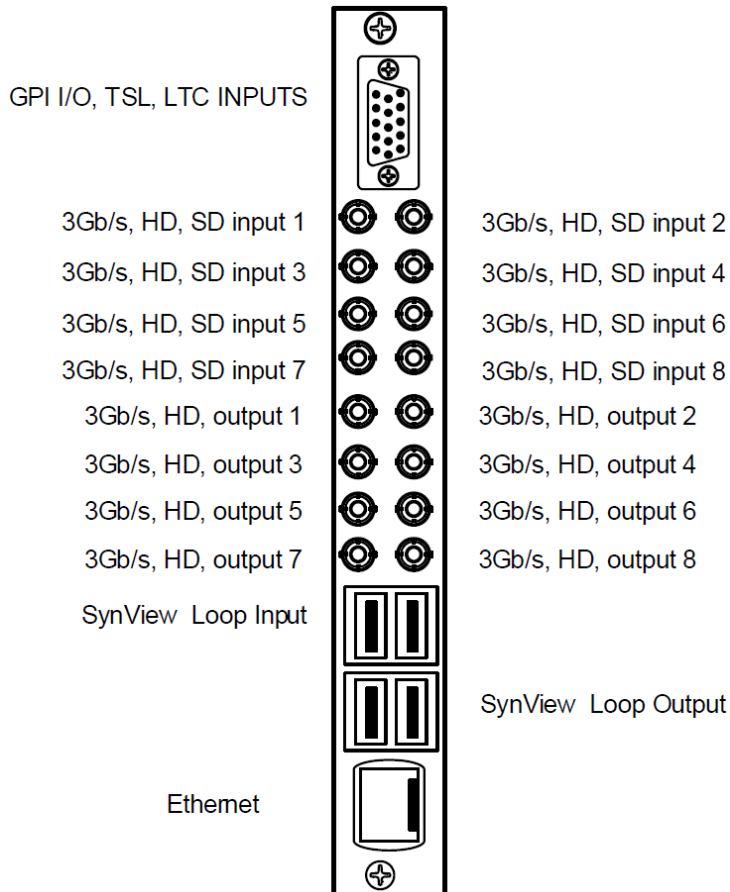 GPI I/O, TSL, LTC INPUTS
3Gb/s, HD, SD input 1
3Gb/s, HD, SD input 2
3Gb/s, HD, SD input 3
3Gb/s, HD, SD input 4
3Gb/s, HD, SD input 5
3Gb/s, HD, SD input 6
3Gb/s, HD, SD input 7
3Gb/s, HD, SD input 8
3Gb/s, HD, output 1
3Gb/s, HD, output 2
3Gb/s, HD, output 3
3Gb/s, HD, output 4
3Gb/s, HD, output 5
3Gb/s, HD, output 6
3Gb/s, HD, output 7
3Gb/s, HD, output 8
SynView Loop Input
SynView Loop Output
Ethernet